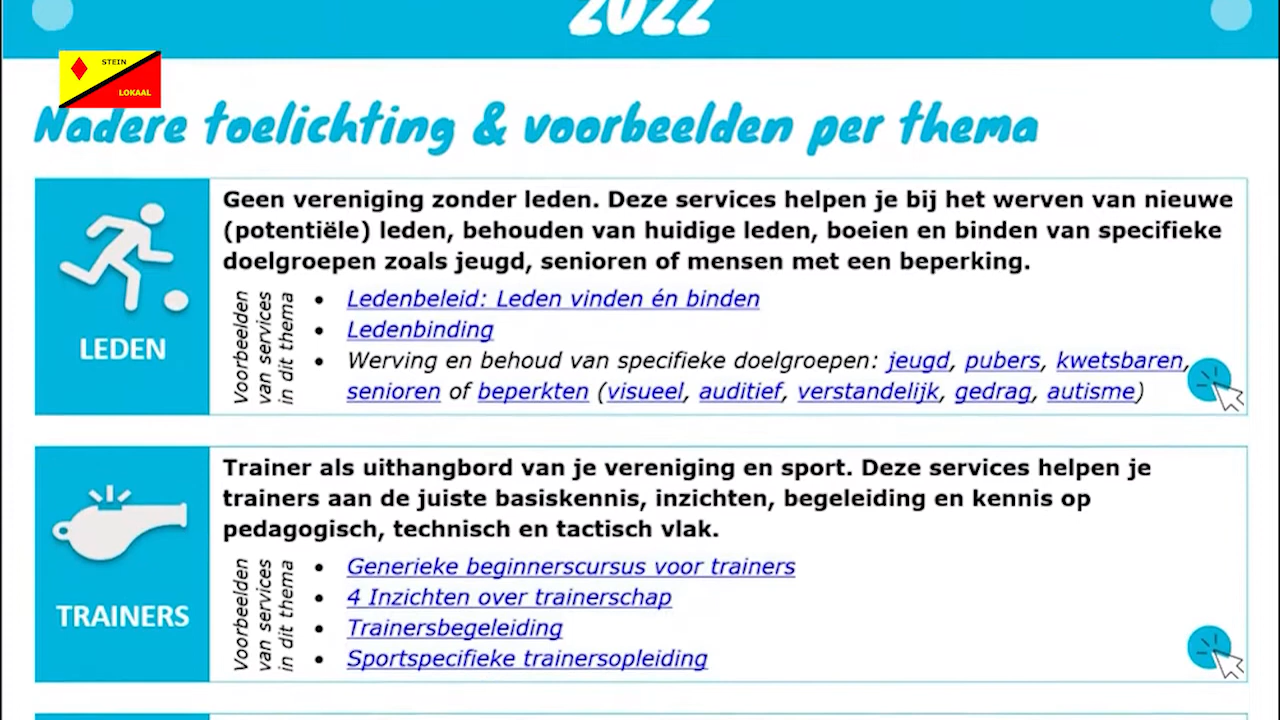 2022
STEIN
LOKAAL
Nadere toelichting & voorbeelden per thema
LEDEN
Geen vereniging zonder leden. Deze services helpen je bij het werven van nieuwe
(potentiële) leden, behouden van huidige leden, boeien en binden van specifieke
doelgroepen zoals jeugd, senioren of mensen met een beperking.
Voorbeelden
van services
in dit thema
• Ledenbeleid: Leden vinden én binden
• Ledenbinding
• Werving en behoud van specifieke doelgroepen: jeugd, pubers, kwetsbaren,
senioren of beperkten (visueel, auditief, verstandelijk, gedrag, autisme)
TRAINERS
Trainer als uithangbord van je vereniging en sport. Deze services helpen je
trainers aan de juiste basiskennis, inzichten, begeleiding en kennis op
pedagogisch, technisch en tactisch vlak.
Voorbeelden
van services
in dit thema
• Generieke beginnerscursus voor trainers
• 4 Inzichten over trainerschap
• Trainersbegeleiding
• Sportspecifieke trainersopleiding